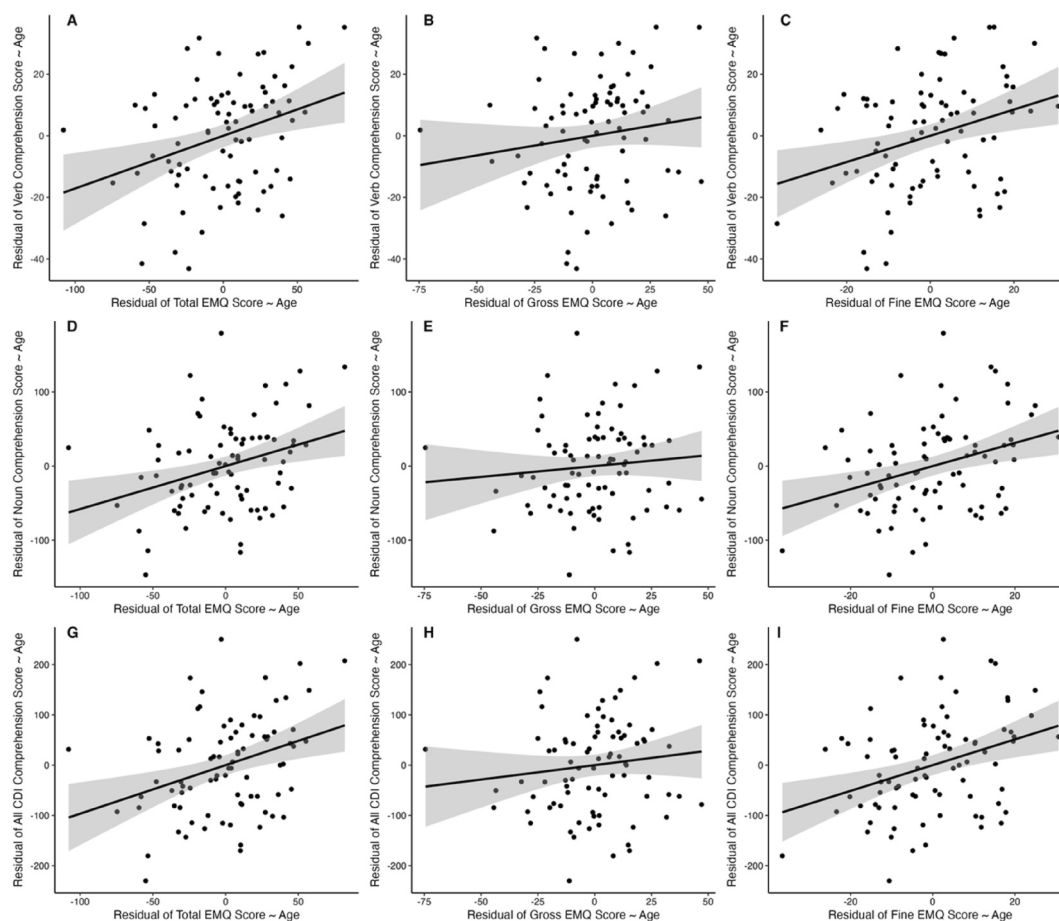 A
B
C
Residual of Verb Comprehension Score ~ Age
20
0
-20
-40
-100
-50
0
50
Residual of Total EMQ Score ~ Age
Residual of Verb Comprehension Score ~ Age
20
0
-20
-40
-75
-50
-25
0
25
50
Residual of Gross EMQ Score ~ Age
Residual of Verb Comprehension Score ~ Age
20
0
-20
-40
-20
0
20
Residual of Fine EMQ Score ~ Age
D
E
F
Residual of Noun Comprehension Score ~ Age
100
0
-100
-100
-50
0
50
Residual of Total EMQ Score ~ Age
Residual of Noun Comprehension Score ~ Age
100
0
-100
-75
-50
-25
0
25
50
Residual of Gross EMQ Score ~ Age
Residual of Noun Comprehension Score ~ Age
100
0
-100
-20
0
20
Residual of Fine EMQ Score ~ Age
G
H
I
Residual of All CDI Comprehension Score ~ Age
200
100
0
-100
-200
-100
-50
0
50
Residual of Total EMQ Score ~ Age
Residual of All CDI Comprehension Score ~ Age
200
100
0
-100
-200
-75
-50
-25
0
25
50
Residual of Gross EMQ Score ~ Age
Residual of All CDI Comprehension Score ~ Age
200
100
0
-100
-200
-20
0
20
Residual of Fine EMQ Score ~ Age